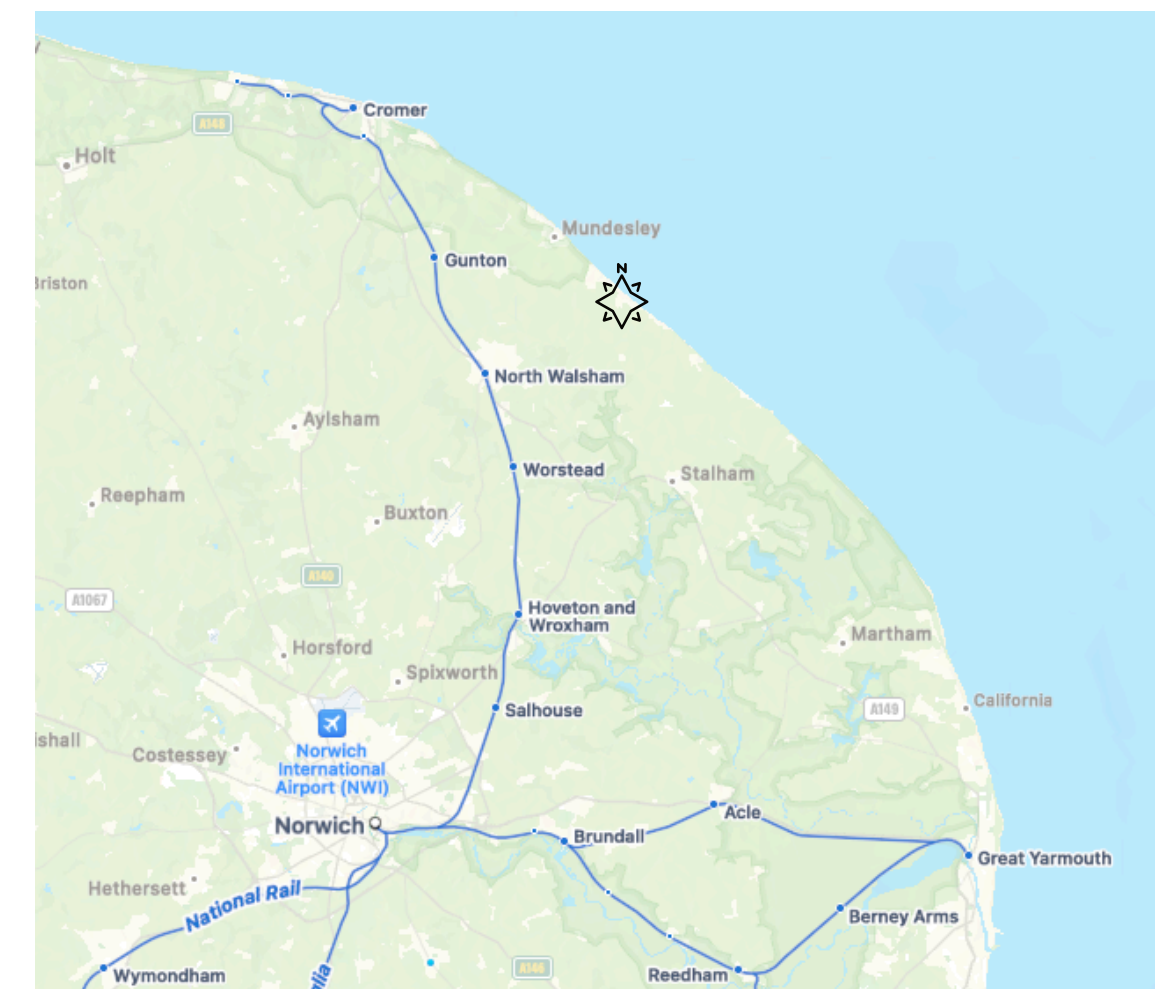 Cromer
A148
Holt
Mundesley
Gunton
N
Briston
North Walsham
Aylsham
Worstead
Stalham
Reepham
Buxton
A140
A1067
Hoveton and
Wroxham
Martham
Horsford
Spixworth
California
Salhouse
A149
ishall
Costessey
Norwich
International
Airport (NWI)
Acle
Norwich
Brundall
Great Yarmouth
Hethersett
National Rail
Berney Arms
Wymondham
lia
A146
Reedham